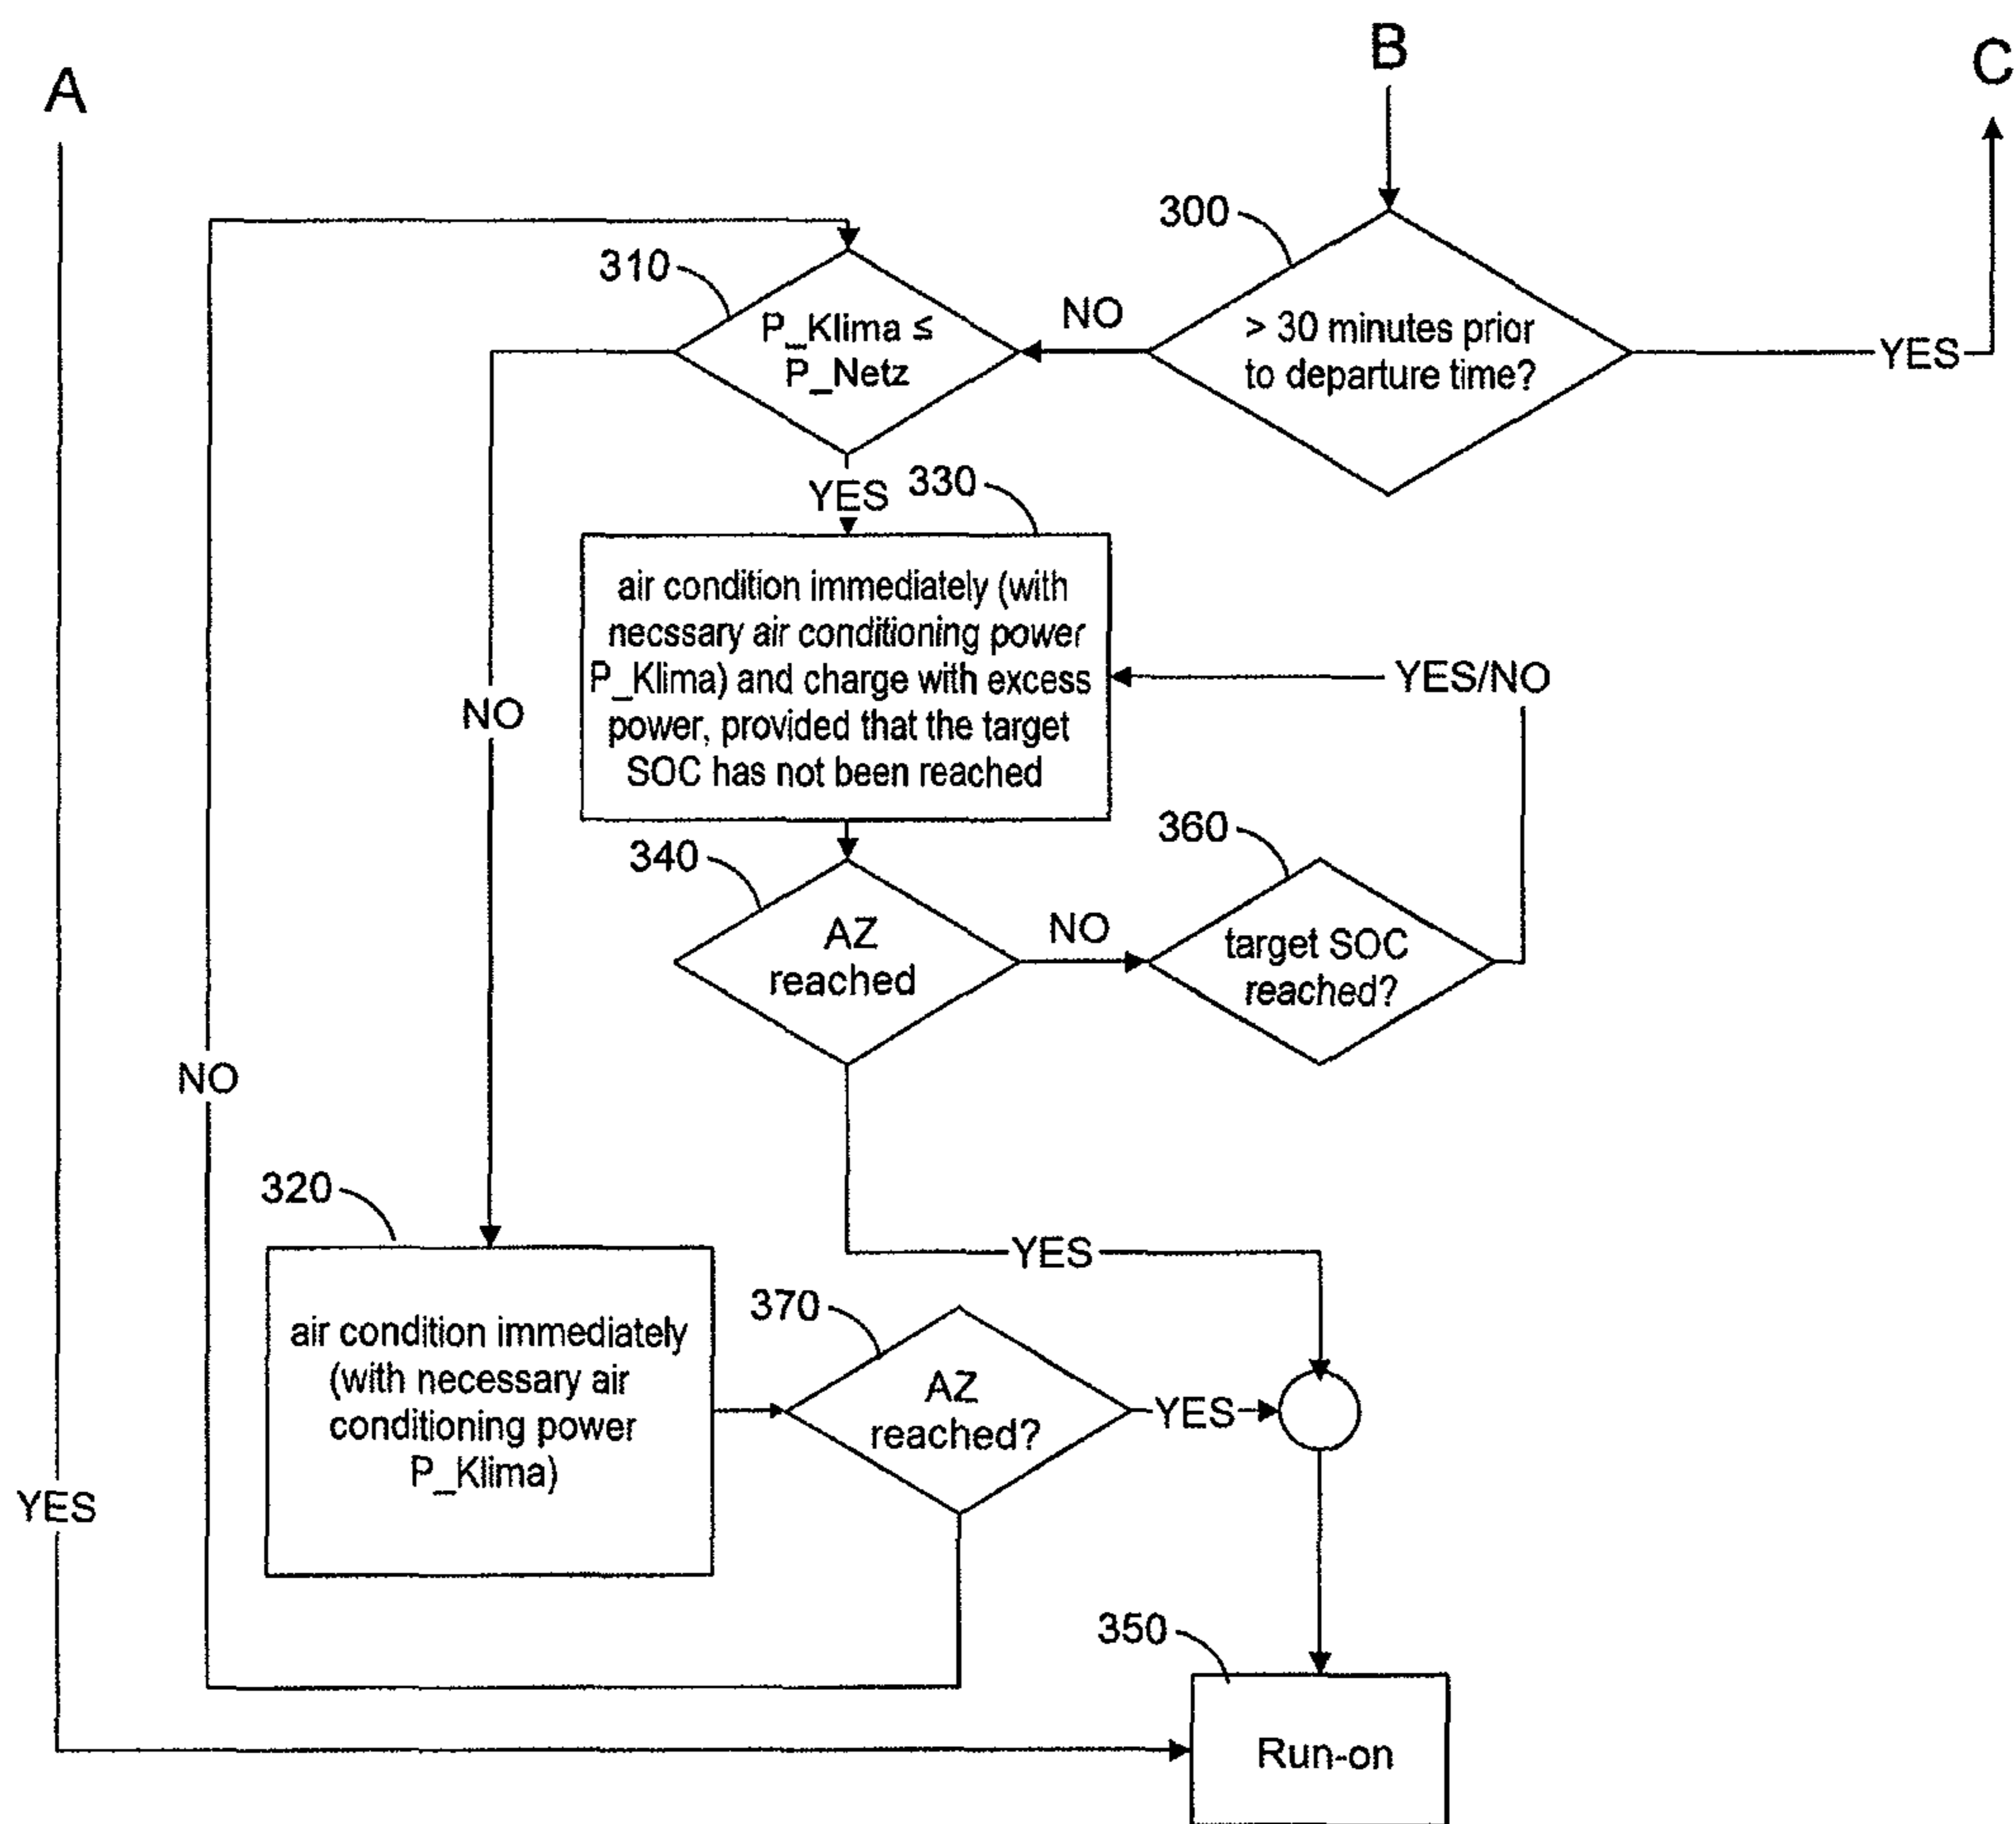 A
B
C
300
> 30 minutes prior
to departure time?
YES
NO
310
P_Klima ≤
P_Netz
YES
330
air condition immediately (with
necssary air conditioning power
P_Klima) and charge with excess
power, provided that the target
SOC has not been reached
YES/NO
NO
340
AZ
reached
NO
360
target SOC
reached?
NO
YES
320
air condition immediately
(with necessary air
conditioning power
P_Klima)
370
AZ
reached?
YES
YES
350
Run-on